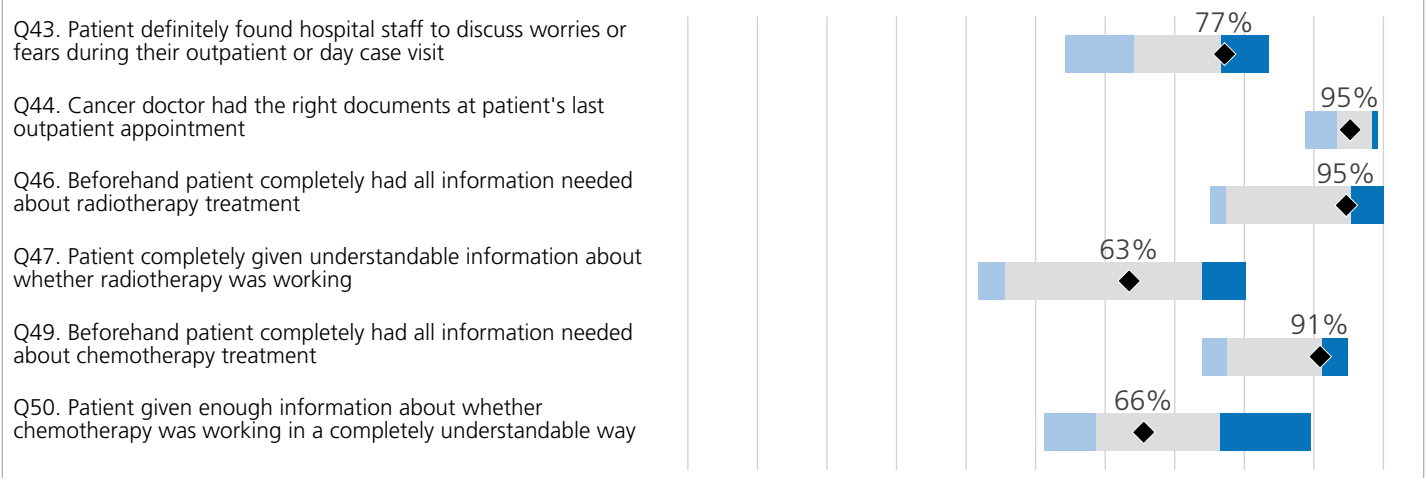 77%
Q43. Patient definitely found hospital staff to discuss worries or
fears during their outpatient or day case visit
95%
Q44. Cancer doctor had the right documents at patient's last
outpatient appointment
95%
Q46. Beforehand patient completely had all information needed
about radiotherapy treatment
63%
Q47. Patient completely given understandable information about
whether radiotherapy was working
91%
Q49. Beforehand patient completely had all information needed
about chemotherapy treatment
66%
Q50. Patient given enough information about whether
chemotherapy was working in a completely understandable way